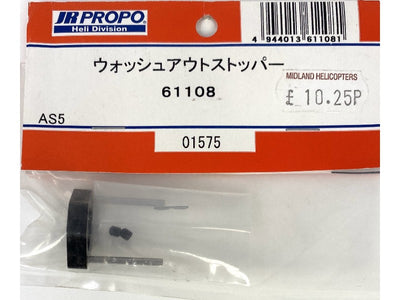 JR PROPO
Heli Division
4 944013 611081
ウォッシュアウトストッパー
61108
MIDLAND HELICOPTERS
£ 10.25P
AS5
01575